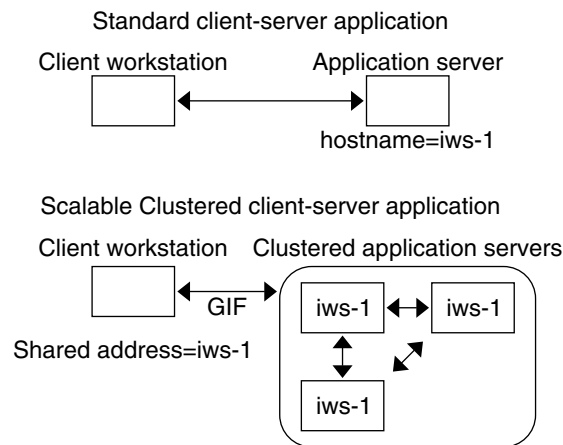 Standard client-server application
Client workstation
Application server
hostname=iws-1
Scalable Clustered client-server application
Client workstation
Clustered application servers
GIF
iws-1
iws-1
Shared address=iws-1
iws-1